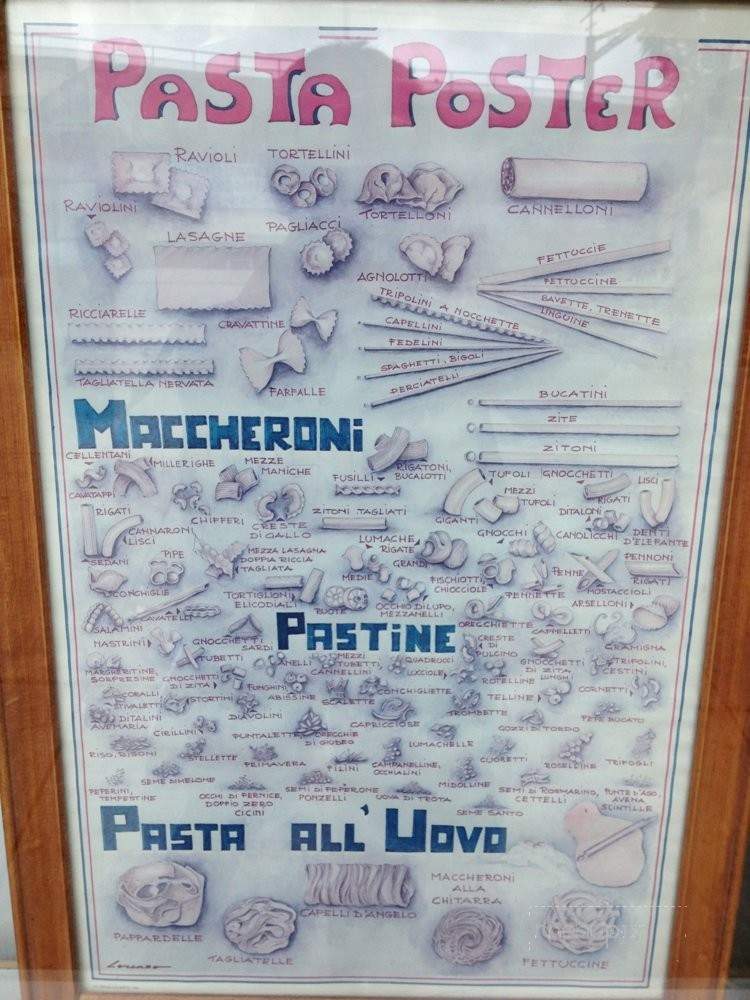 PASTA POSTER
RAVIOLI TORTELLINI
TORTELLONI CANNELLONI
RAVIOLINI
PAGLIACCI
LASAGNE
AGNOLOTTI
FETTUCCIE
FETTUCCINE
BAVETTE, TRENETTE
LINGUINE
TRIPOLINI A NOCCHETTE
CAPELLINI
FEDELINI
SPAGHETTI, BIGOLI
PERCIATELLI
RICCIARELLE
CRAVATTINE
TAGLIATELLA NERVATA
FARFALLE
BUCATINI
ZITE
ZITONI
MACCHERONI
CELLENTANI
MILLERIGHE
MEZZE
MANICHE
FUSILLI
RIGATONI,
BUCALOTTI
TUFOLI
GNOCCHETTI
LISCI
CAVATAPPI
CHIFFERI
CRESTE
DI GALLO
ZITONI TAGLIATI
GIGANTI
MEZZI
TUFOLI
RIGATI
DITALONI
CANOLICCHI
DENTI
D'ELEFANTE
RIGATI
CANNARONI
LISCI
SEDANI
PIPE
MEZZA LASAGNA
DOPPIA RICCIA
TAGLIATA
LUMACHE
RIGATE
GRANDI
MEDIE
GNOCCHI
PENNE
PENNONI
RIGATI
CONCHIGLIE
TORTIGLIONI
ELICODIALI
RUOTE
OCCHIO DI LUPO,
MEZZANELLI
FISCHIOTTI,
CHIOCCIOLE
PENNETTE
MOSTACCIOLI
ARSELLONI
SALAMINI
CAVATELLI
NASTRINI
GNOCCHETTI
SARDI
PASTINE
ORECCHIETTE
CAPPELLETTI
GRAMIGNA
TUBETTI
ANELLI
MEZZI
TUBETTI,
CANNELLINI
QUADRUCCI
LUCCIOLE
CRESTE
DI
PULCINO
GNOCCHETTI
DI ZITA
LUNGHI
TRIPOLINI,
CESTINI
MARGHERITINE,
SORPRESINE
GNOCCHETTI
DI ZITA
FUNGHINI
ABISSINE
CONCHIGLIETTE
ROTELLINE
CORALLI
STIVALETTI
STORTINI
SCALETTE
TELLINE
CORNETTI
DITALINI
AVEMARIA
DIAVOLINI
CAPRICCIOSE
TROMBETTE
PEPE BUCATO
CIRILLINI
PUNTALETTE
ORECCHIE
DI GIUDEO
LUMACHELLE
GOZZI DI TORDO
RISO, RISONI
STELLETTE
PRIMAVERA
PILINI
CAMPANELLINE,
OCCHIALINI
CUORETTI
ROSELLINE
TRIFOGLI
PEPERINI,
TEMPESTINE
SEME DI MELONE
OCCHI DI PERNICE,
DOPPIO ZERO
CICINI
SEMI DI PEPERONE
PONZELLI
UOVA DI TROTA
MIDOLLINE
SEME SANTO
SEMI DI ROSMARINO,
CETTELLI
PUNTE D'AGO
AVENA
SCINTILLE
PASTA ALL'UOVO
PAPPARDELLE
TAGLIATELLE
CAPELLI D'ANGELO
MACCHERONI
ALLA
CHITARRA
FETTUCCINE